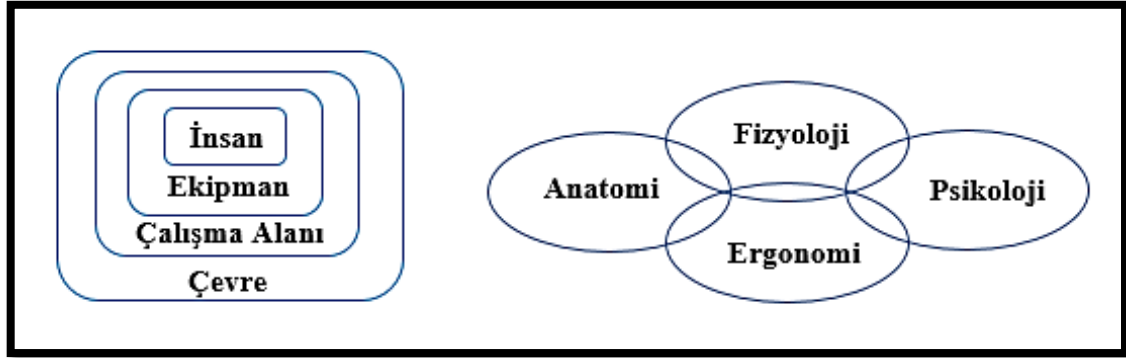 İnsan
Ekipman
Çalışma Alanı
Çevre
Fizyoloji
Anatomi
Psikoloji
Ergonomi